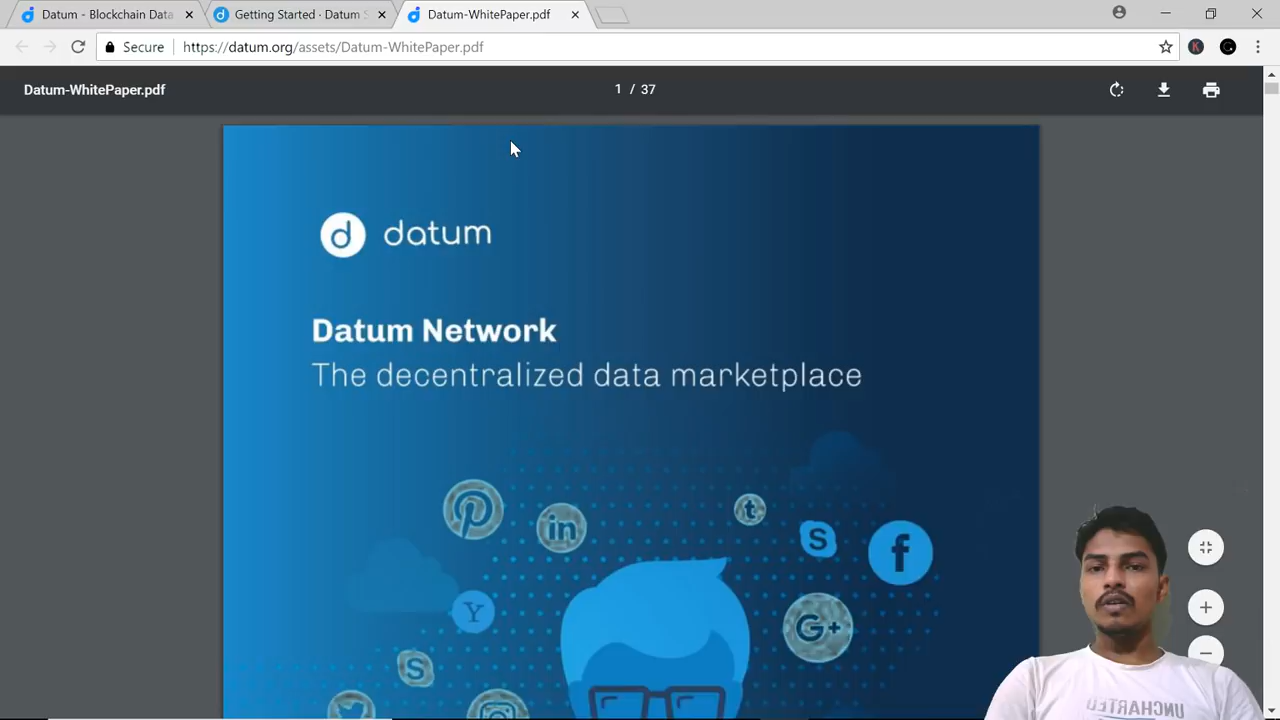 Datum - Blockchain Data
Getting Started · Datum S
Datum-WhitePaper.pdf
Secure
https://datum.org/assets/Datum-WhitePaper.pdf
K
Datum-WhitePaper.pdf
1 / 37
d datum
Datum Network
The decentralized data marketplace
in
t
S
f
Y
G+
S
UNCHARTED